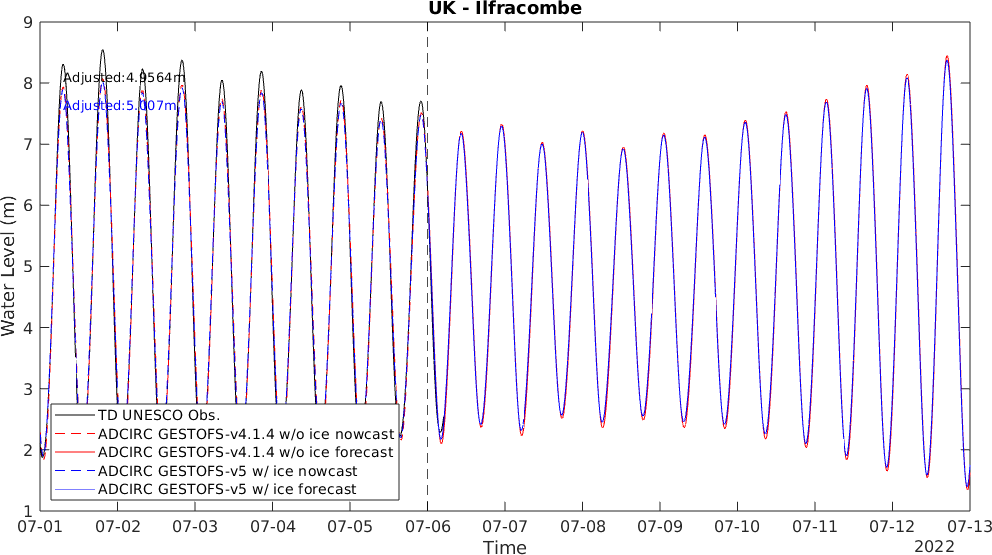 UK - Ilfracombe
9
8
7
6
5
4
3
2
1
Water Level (m)
Adjusted:4.9564m
Adjusted:5.007m
TD UNESCO Obs.
ADCIRC GESTOFS-v4.1.4 w/o ice nowcast
ADCIRC GESTOFS-v4.1.4 w/o ice forecast
ADCIRC GESTOFS-v5 w/ ice nowcast
ADCIRC GESTOFS-v5 w/ ice forecast
07-01 07-02 07-03 07-04 07-05 07-06 07-07 07-08 07-09 07-10 07-11 07-12 07-13
Time
2022